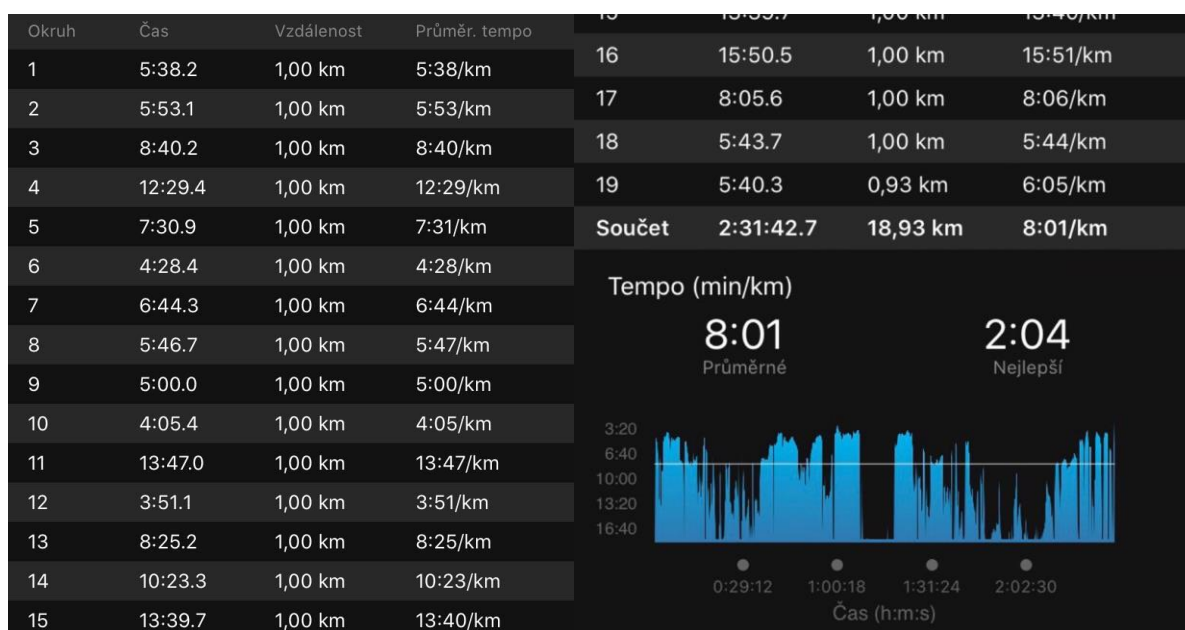 Okruh Čas Vzdálenost Průměr. tempo
1 5:38.2 1,00 km 5:38/km
2 5:53.1 1,00 km 5:53/km
3 8:40.2 1,00 km 8:40/km
4 12:29.4 1,00 km 12:29/km
5 7:30.9 1,00 km 7:31/km
6 4:28.4 1,00 km 4:28/km
7 6:44.3 1,00 km 6:44/km
8 5:46.7 1,00 km 5:47/km
9 5:00.0 1,00 km 5:00/km
10 4:05.4 1,00 km 4:05/km
11 13:47.0 1,00 km 13:47/km
12 3:51.1 1,00 km 3:51/km
13 8:25.2 1,00 km 8:25/km
14 10:23.3 1,00 km 10:23/km
15 13:39.7 1,00 km 13:40/km
15 13:39.7 1,00 km 13:40/km
16 15:50.5 1,00 km 15:51/km
17 8:05.6 1,00 km 8:06/km
18 5:43.7 1,00 km 5:44/km
19 5:40.3 0,93 km 6:05/km
Součet 2:31:42.7 18,93 km 8:01/km
Tempo (min/km)
8:01 2:04
Průměrné Nejlepší
3:20
6:40
10:00
13:20
16:40
0:29:12 1:00:18 1:31:24 2:02:30
Čas (h:m:s)